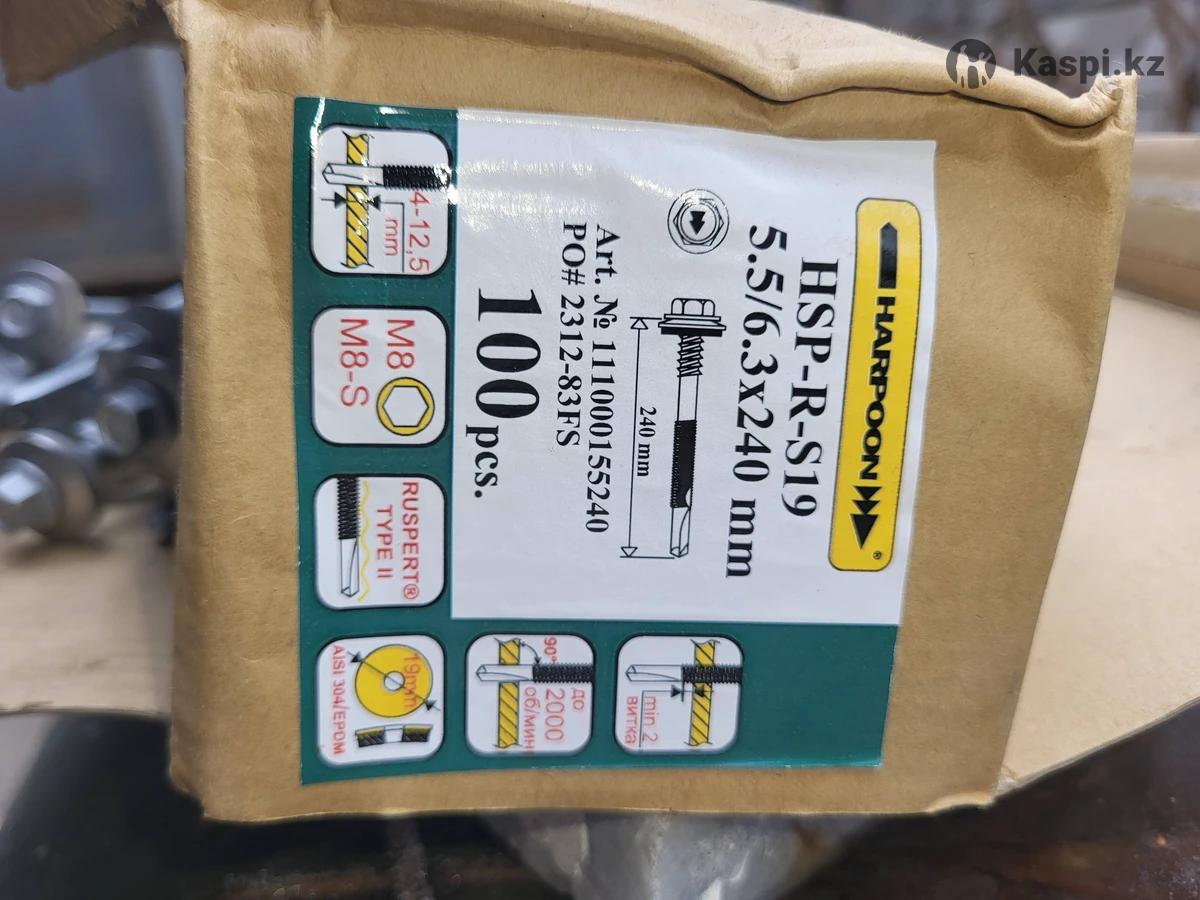 Kaspi.kz
HARPOON®
HSP-R-S19
5.5/6.3x240 mm
240 mm
Art. № 111000155240
PO# 2312-83FS
100 pcs.
4-12,5
mm
M8
M8-S
RUSPERT®
TYPE II
19mm
AISI 304/EPDM
90°
до
2000
об/мин
min.2
витка